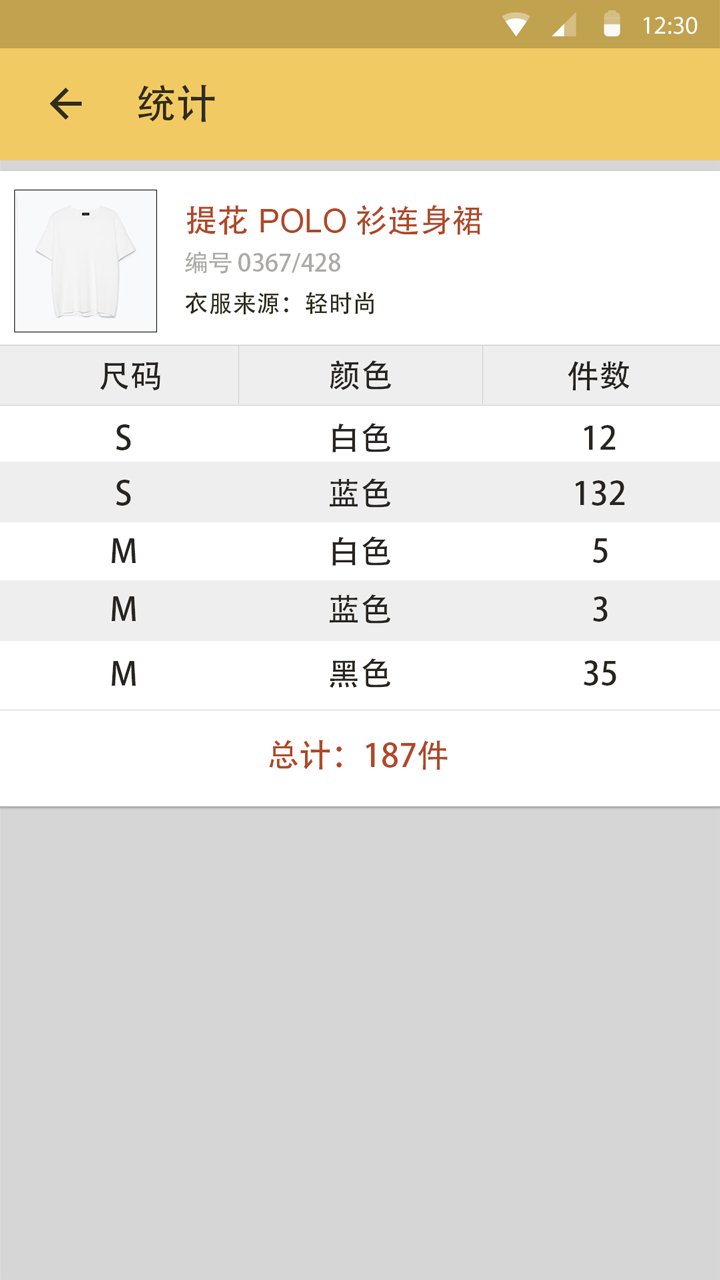 12:30
统计
提花 POLO 衫连身裙
编号 0367/428
衣服来源：轻时尚
尺码 颜色 件数
S 白色 12
S 蓝色 132
M 白色 5
M 蓝色 3
M 黑色 35
总计：187件